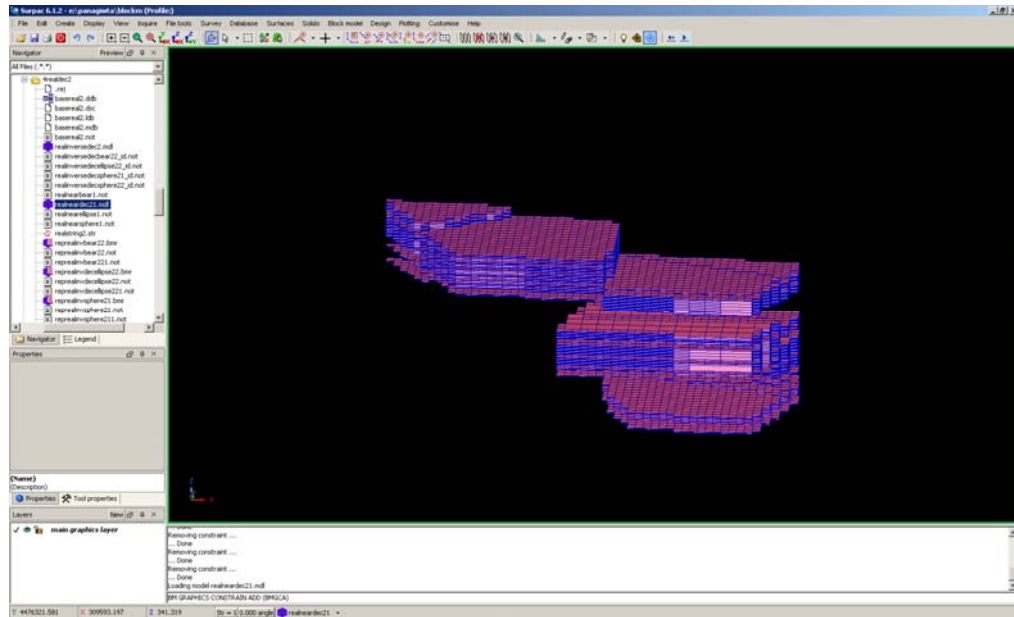 Surpac 6.1.2 - e:\panagiwta\blockm (Profile)
File Edit Create Display View Inquire File tools Survey Database Surfaces Solids Block model Design Plotting Customise Help
Navigator Preview
All Files (.*.*)
4realdec2
.rej
basereal2.ddb
basereal2.dsc
basereal2.ldb
basereal2.mdb
basereal2.not
realinversedec2.mdl
realinversedecbear22_id.not
realinversedecellipse22_id.not
realinversedecsphere21_id.not
realinversedecsphere22_id.not
realnearbear1.not
realneardec21.mdl
realnearellipse1.not
realnearsphere1.not
realstring2.str
reprealinvbear22.bmr
reprealinvbear22.not
reprealinvbear221.not
reprealinvdecellipse22.bmr
reprealinvdecellipse22.not
reprealinvdecellipse221.not
reprealinvsphere21.bmr
reprealinvsphere21.not
reprealinvsphere211.not
Navigator Legend
Properties
(Name)
(Description)
Properties Tool properties
Layers New
main graphics layer
Z
X
... Done
Removing constraint ...
... Done
Removing constraint ...
... Done
Removing constraint ...
... Done
Loading model realneardec21.mdl
BM GRAPHICS CONSTRAIN ADD (BMGCA)
Y 4476321.581 X 309593.197 Z 341.319 Str = 1 0.000 angle realneardec21